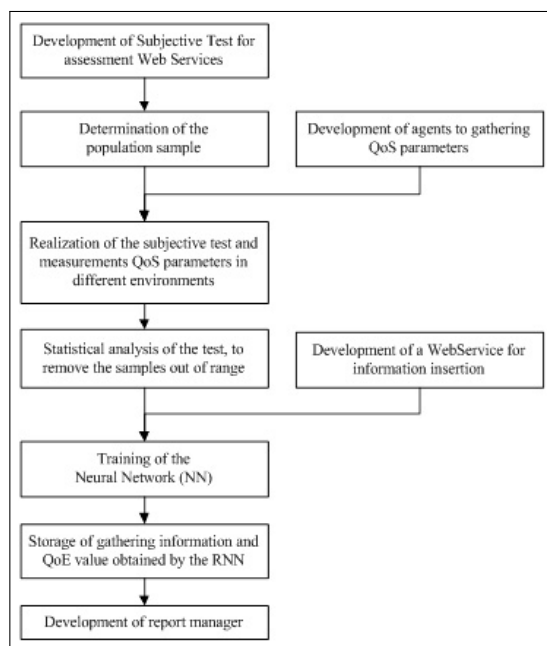 Development of Subjective Test for
assessment Web Services
Determination of the
population sample
Development of agents to gathering
QoS parameters
Realization of the subjective test and
measurements QoS parameters in
different environments
Statistical analysis of the test, to
remove the samples out of range
Development of a WebService for
information insertion
Training of the
Neural Network (NN)
Storage of gathering information and
QoE value obtained by the RNN
Development of report manager